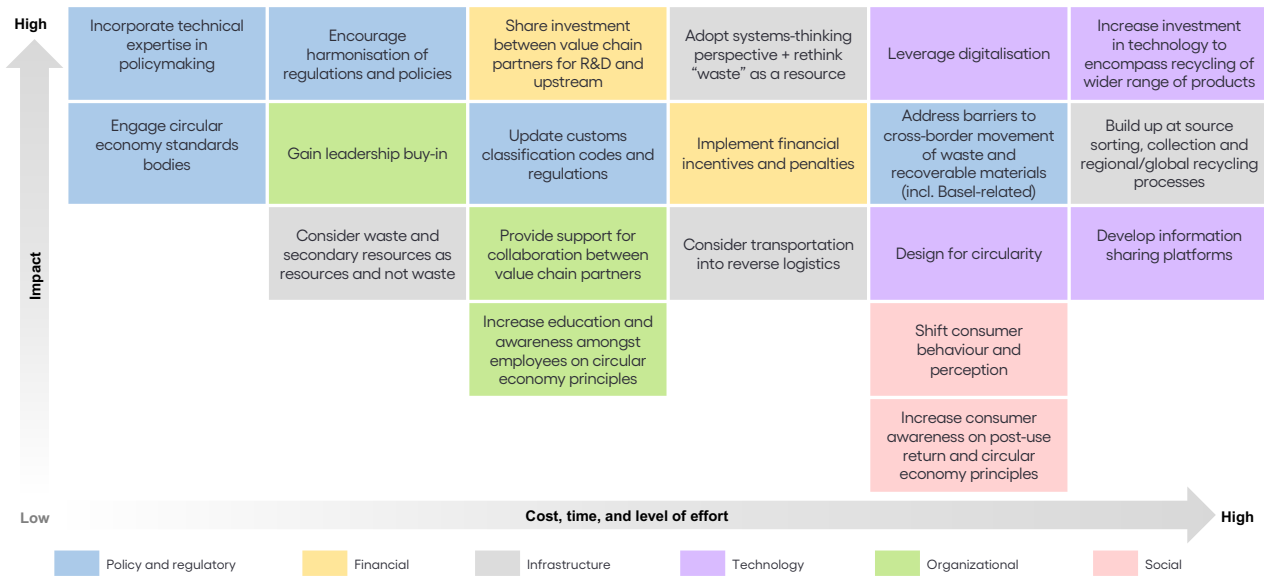 High
Incorporate technical
expertise in
policymaking
Encourage
harmonisation of
regulations and policies
Share investment
between value chain
partners for R&D and
upstream
Adopt systems-thinking
perspective + rethink
“waste” as a resource
Leverage digitalisation
Increase investment
in technology to
encompass recycling of
wider range of products
Engage circular
economy standards
bodies
Gain leadership buy-in
Update customs
classification codes and
regulations
Implement financial
incentives and penalties
Address barriers to
cross-border movement
of waste and
recoverable materials
(incl. Basel-related)
Build up at source
sorting, collection and
regional/global recycling
processes
Consider waste and
secondary resources as
resources and not waste
Provide support for
collaboration between
value chain partners
Consider transportation
into reverse logistics
Design for circularity
Develop information
sharing platforms
Increase education and
awareness amongst
employees on circular
economy principles
Shift consumer
behaviour and
perception
Increase consumer
awareness on post-use
return and circular
economy principles
Impact
Low
Cost, time, and level of effort
High
Policy and regulatory
Financial
Infrastructure
Technology
Organizational
Social